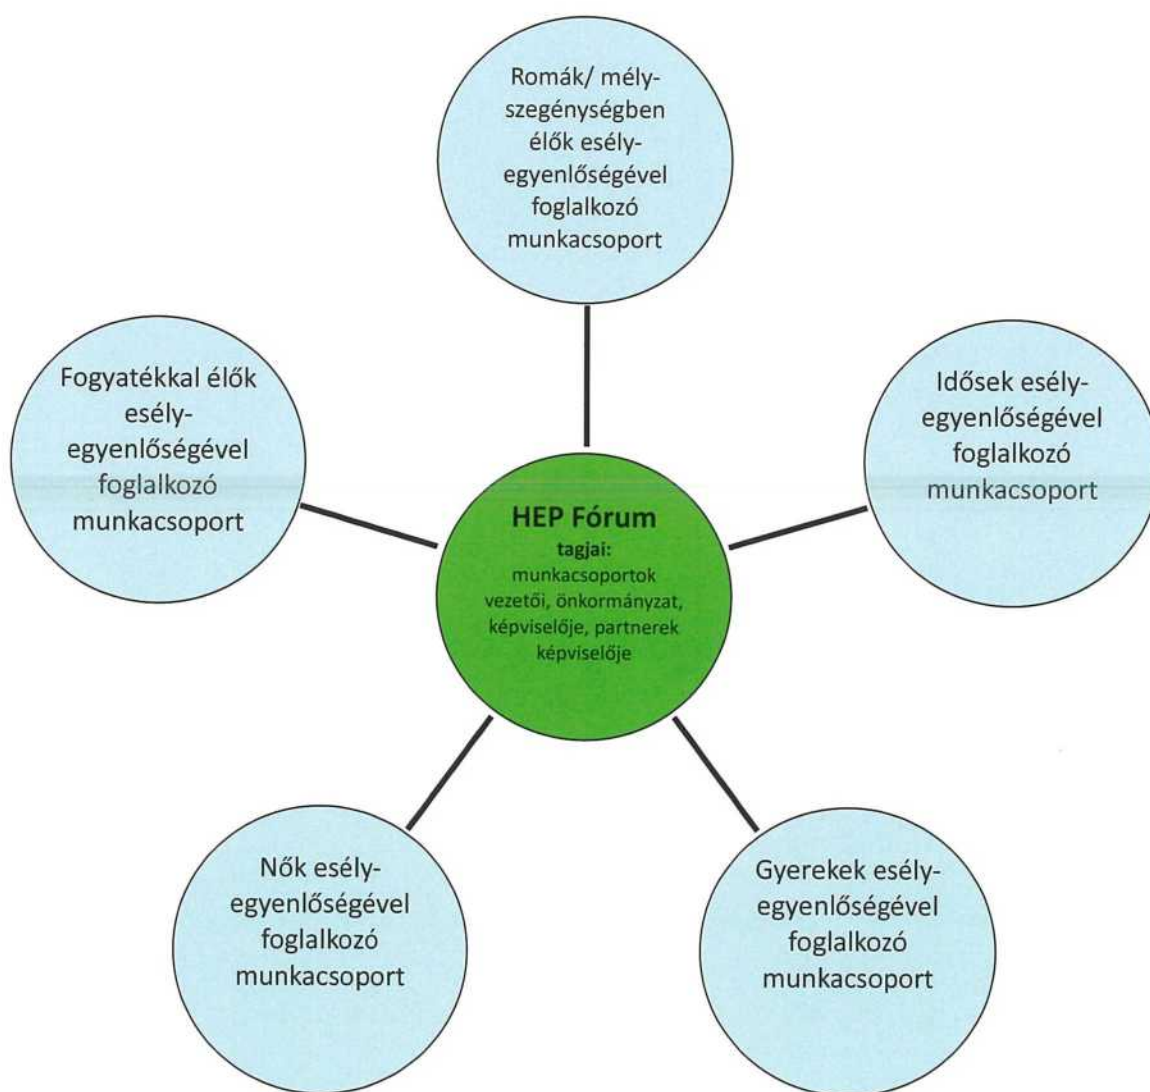 Romák/ mély-
szegénységben
élők esély-
egyenlőségével
foglalkozó
munkacsoport
Fogyatékkal élők
esély-
egyenlőségével
foglalkozó
munkacsoport
Idősek esély-
egyenlőségével
foglalkozó
munkacsoport
HEP Fórum
tagjai:
munkacsoportok
vezetői, önkormányzat,
képviselője, partnerek
képviselője
Nők esély-
egyenlőségével
foglalkozó
munkacsoport
Gyerekek esély-
egyenlőségével
foglalkozó
munkacsoport